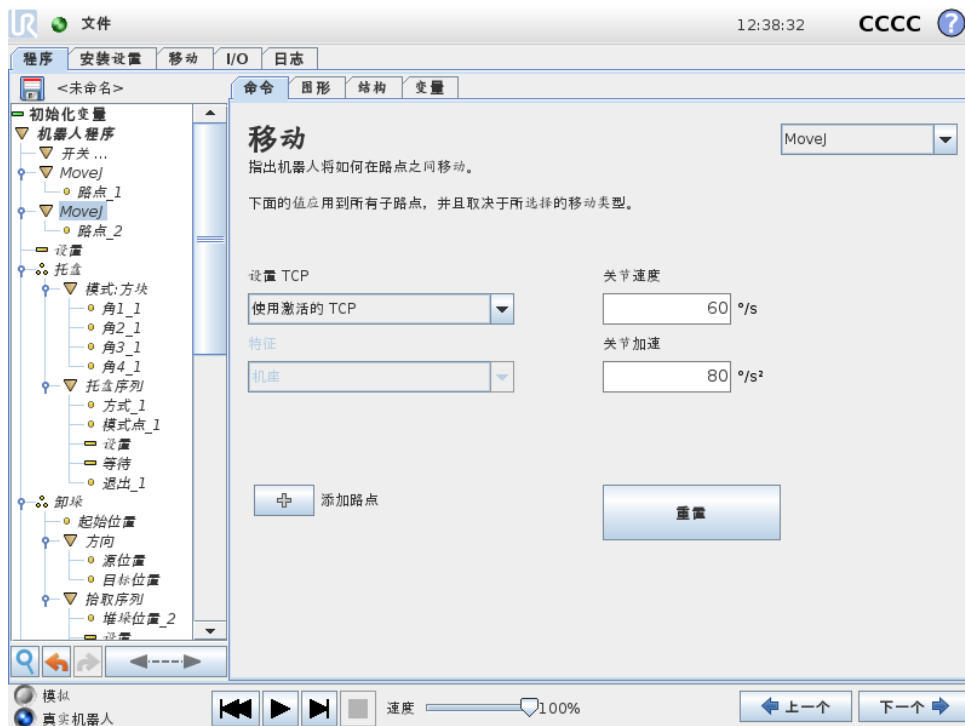 UR 文件 12:38:32 CCCC ?
程序 安装设置 移动 I/O 日志
<未命名>
命令 图形 结构 变量
初始化变量
机器人程序
开关 ...
MoveJ
路点_1
MoveJ
路点_2
设置
托盘
模式:方块
角1_1
角2_1
角3_1
角4_1
托盘序列
方式_1
模式点_1
设置
等待
退出_1
卸垛
起始位置
方向
源位置
目标位置
拾取序列
堆垛位置_2
设置
移动
MoveJ
指出机器人将如何在路点之间移动。
下面的值应用到所有子路点，并且取决于所选择的移动类型。
设置 TCP
使用激活的 TCP
特征
机座
关节速度
60 °/s
关节加速
80 °/s²
添加路点
重置
模拟
真实机器人
速度 100%
上一个 下一个